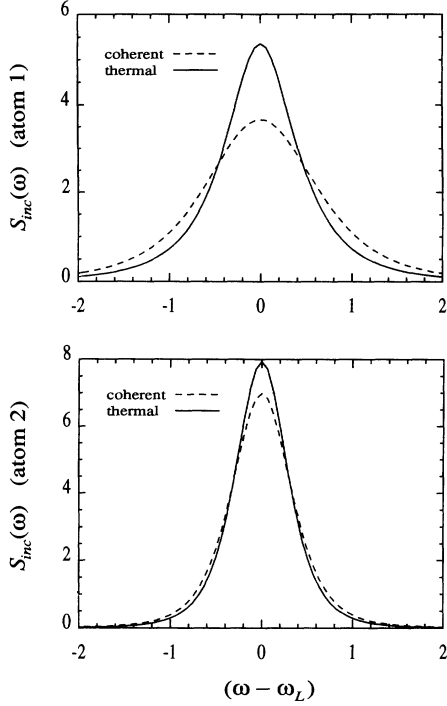 6
4
2
0
S_inc(ω) (atom 1)
coherent
thermal
-2 -1 0 1 2
8
6
4
2
0
S_inc(ω) (atom 2)
coherent
thermal
-2 -1 0 1 2
(ω − ω_L)